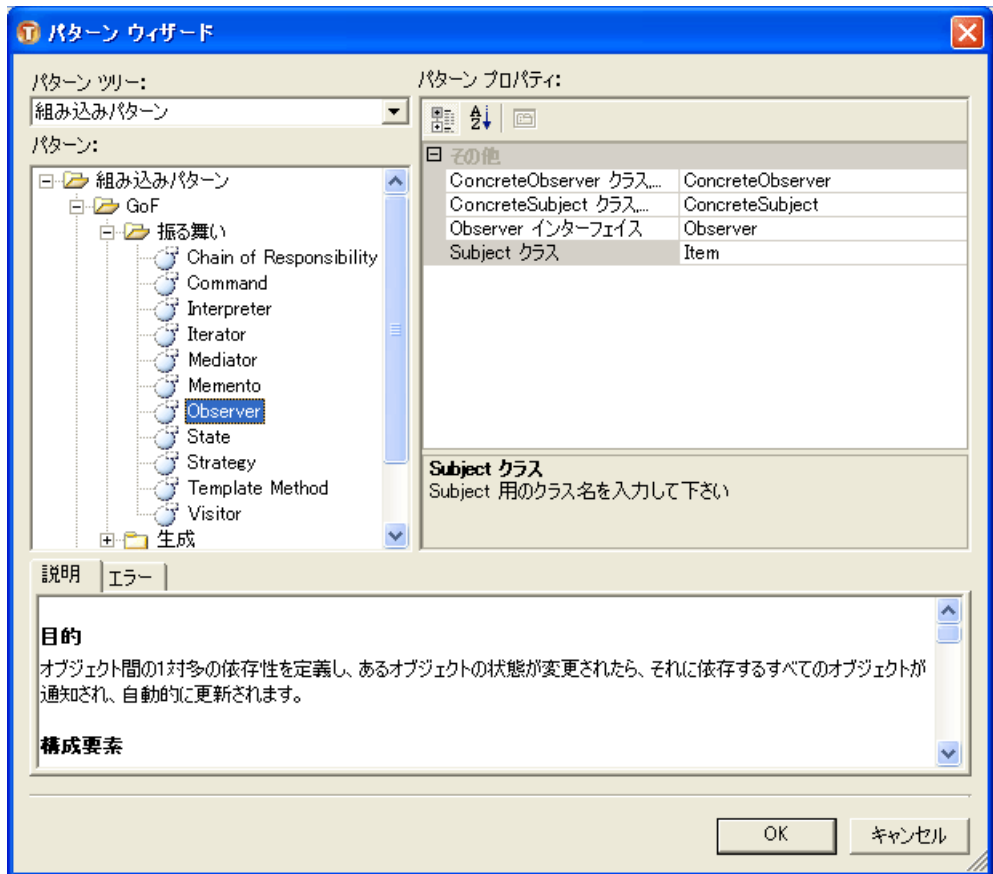 パターン ウィザード
パターン ツリー:
組み込みパターン
パターン:
組み込みパターン
GoF
振る舞い
Chain of Responsibility
Command
Interpreter
Iterator
Mediator
Memento
Observer
State
Strategy
Template Method
Visitor
生成
パターン プロパティ:
その他
ConcreteObserver クラス... ConcreteObserver
ConcreteSubject クラス... ConcreteSubject
Observer インターフェイス Observer
Subject クラス Item
Subject クラス
Subject 用のクラス名を入力して下さい
説明 エラー
目的
オブジェクト間の1対多の依存性を定義し、あるオブジェクトの状態が変更されたら、それに依存するすべてのオブジェクトが
通知され、自動的に更新されます。
構成要素
OK キャンセル